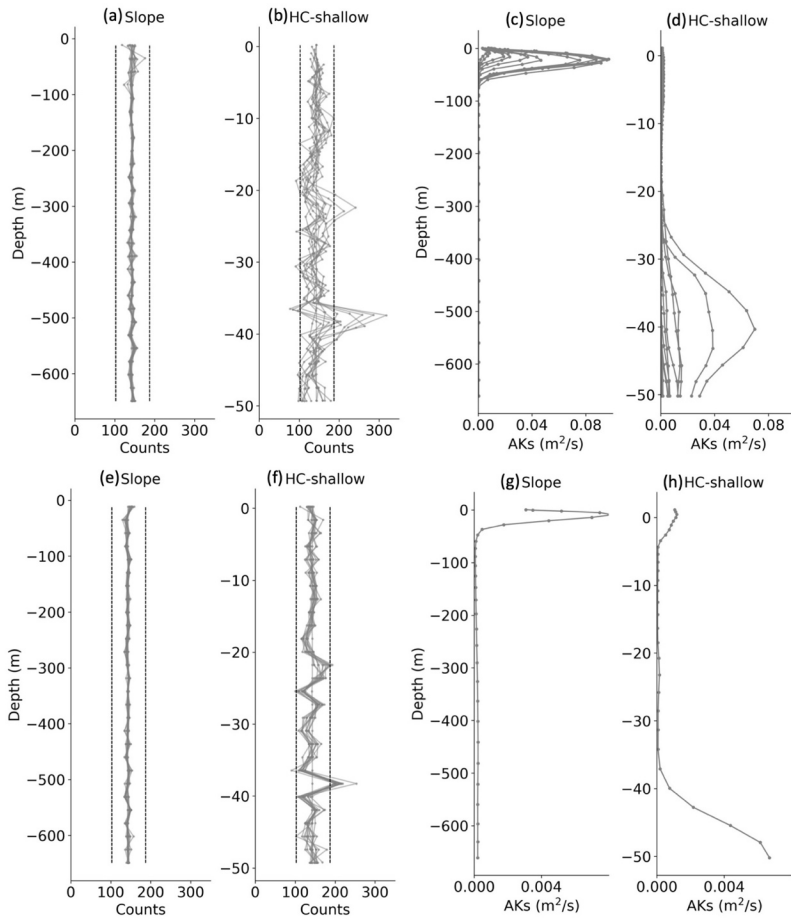 (a) Slope
(b) HC-shallow
(c) Slope
(d) HC-shallow
0
−100
−200
−300
−400
−500
−600
Depth (m)
0 100 200 300
Counts
0
−10
−20
−30
−40
−50
0 100 200 300
Counts
0
−100
−200
−300
−400
−500
−600
Depth (m)
0.00 0.04 0.08
AKs (m²/s)
0
−10
−20
−30
−40
−50
0.00 0.04 0.08
AKs (m²/s)
(e) Slope
(f) HC-shallow
(g) Slope
(h) HC-shallow
0
−100
−200
−300
−400
−500
−600
Depth (m)
0 100 200 300
Counts
0
−10
−20
−30
−40
−50
0 100 200 300
Counts
0
−100
−200
−300
−400
−500
−600
Depth (m)
0.000 0.004
AKs (m²/s)
0
−10
−20
−30
−40
−50
0.000 0.004
AKs (m²/s)